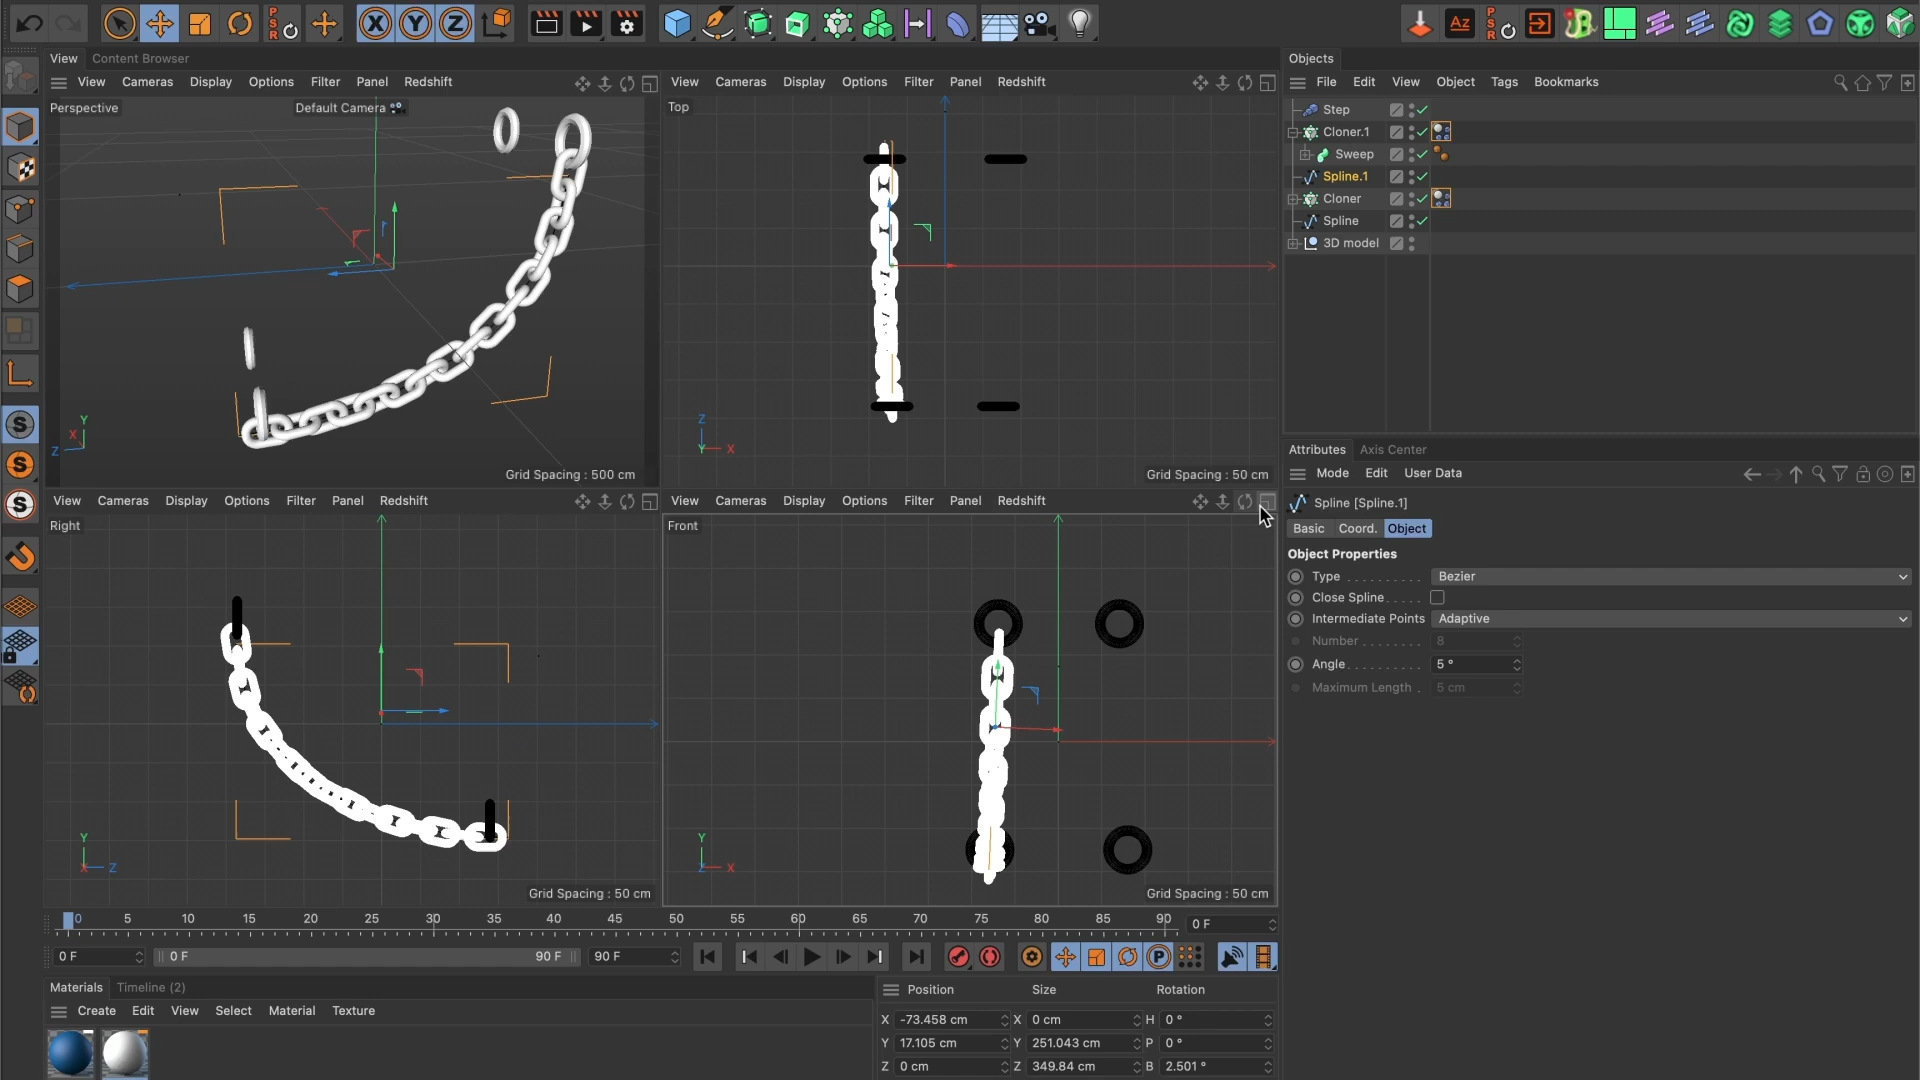 PSR
X Y Z
Az
PSR
View Content Browser
View Cameras Display Options Filter Panel Redshift
Perspective
Default Camera
Y
X
Z
Grid Spacing : 500 cm
View Cameras Display Options Filter Panel Redshift
Top
Z
Y X
Grid Spacing : 50 cm
View Cameras Display Options Filter Panel Redshift
Right
Y
X Z
Grid Spacing : 50 cm
View Cameras Display Options Filter Panel Redshift
Front
Y
Z X
Grid Spacing : 50 cm
Objects
File Edit View Object Tags Bookmarks
Step
Cloner.1
Sweep
Spline.1
Cloner
Spline
3D model
Attributes Axis Center
Mode Edit User Data
Spline [Spline.1]
Basic Coord. Object
Object Properties
Type Bezier
Close Spline
Intermediate Points Adaptive
Number 8
Angle 5 °
Maximum Length 5 cm
0 5 10 15 20 25 30 35 40 45 50 55 60 65 70 75 80 85 90 0 F
0 F 0 F 90 F 90 F
Materials Timeline (2)
Create Edit View Select Material Texture
Position Size Rotation
X -73.458 cm X 0 cm H 0 °
Y 17.105 cm Y 251.043 cm P 0 °
Z 0 cm Z 349.84 cm B 2.501 °